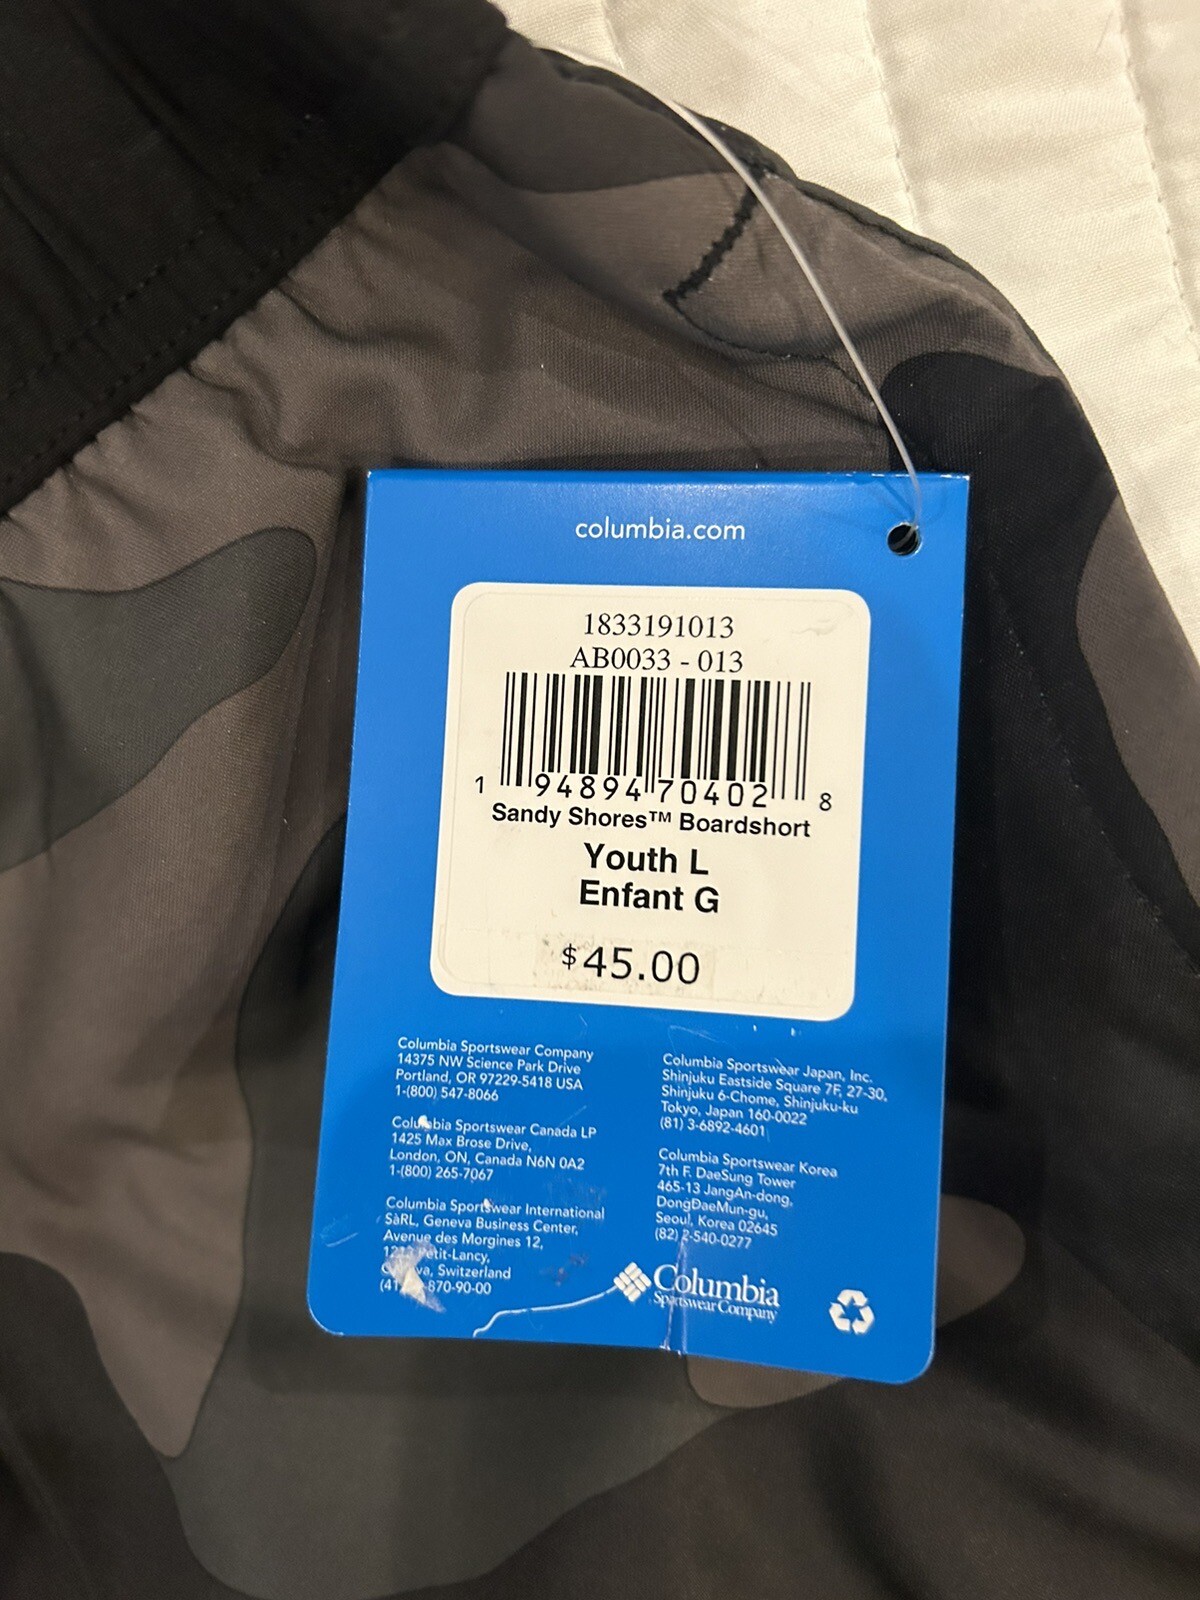 columbia.com
1833191013
AB0033 - 013
1 94894 70402 8
Sandy Shores™ Boardshort
Youth L
Enfant G
$45.00
Columbia Sportswear Company
14375 NW Science Park Drive
Portland, OR 97229-5418 USA
1-(800) 547-8066
Columbia Sportswear Canada LP
1425 Max Brose Drive,
London, ON, Canada N6N 0A2
1-(800) 265-7067
Columbia Sportswear International
SàRL, Geneva Business Center,
Avenue des Morgines 12,
Petit-Lancy,
Switzerland
870-90-00
Columbia Sportswear Japan, Inc.
Shinjuku Eastside Square 7F, 27-30,
Shinjuku 6-Chome, Shinjuku-ku
Tokyo, Japan 160-0022
(81) 3-6892-4601
Columbia Sportswear Korea
7th F. DaeSung Tower
465-13 JangAn-dong,
DongDaeMun-gu,
Seoul, Korea 02645
(82) 2-540-0277
Columbia
Sportswear Company